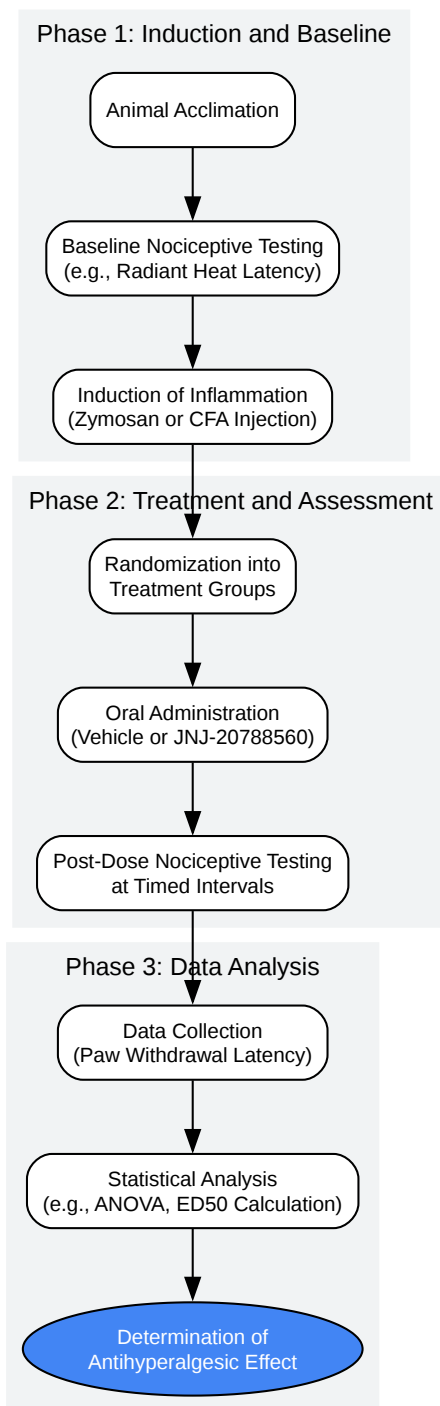 Phase 1: Induction and Baseline
Animal Acclimation
Baseline Nociceptive Testing
(e.g., Radiant Heat Latency)
Induction of Inflammation
(Zymosan or CFA Injection)
Phase 2: Treatment and Assessment
Randomization into
Treatment Groups
Oral Administration
(Vehicle or JNJ-20788560)
Post-Dose Nociceptive Testing
at Timed Intervals
Phase 3: Data Analysis
Data Collection
(Paw Withdrawal Latency)
Statistical Analysis
(e.g., ANOVA, ED50 Calculation)
Determination of
Antihyperalgesic Effect